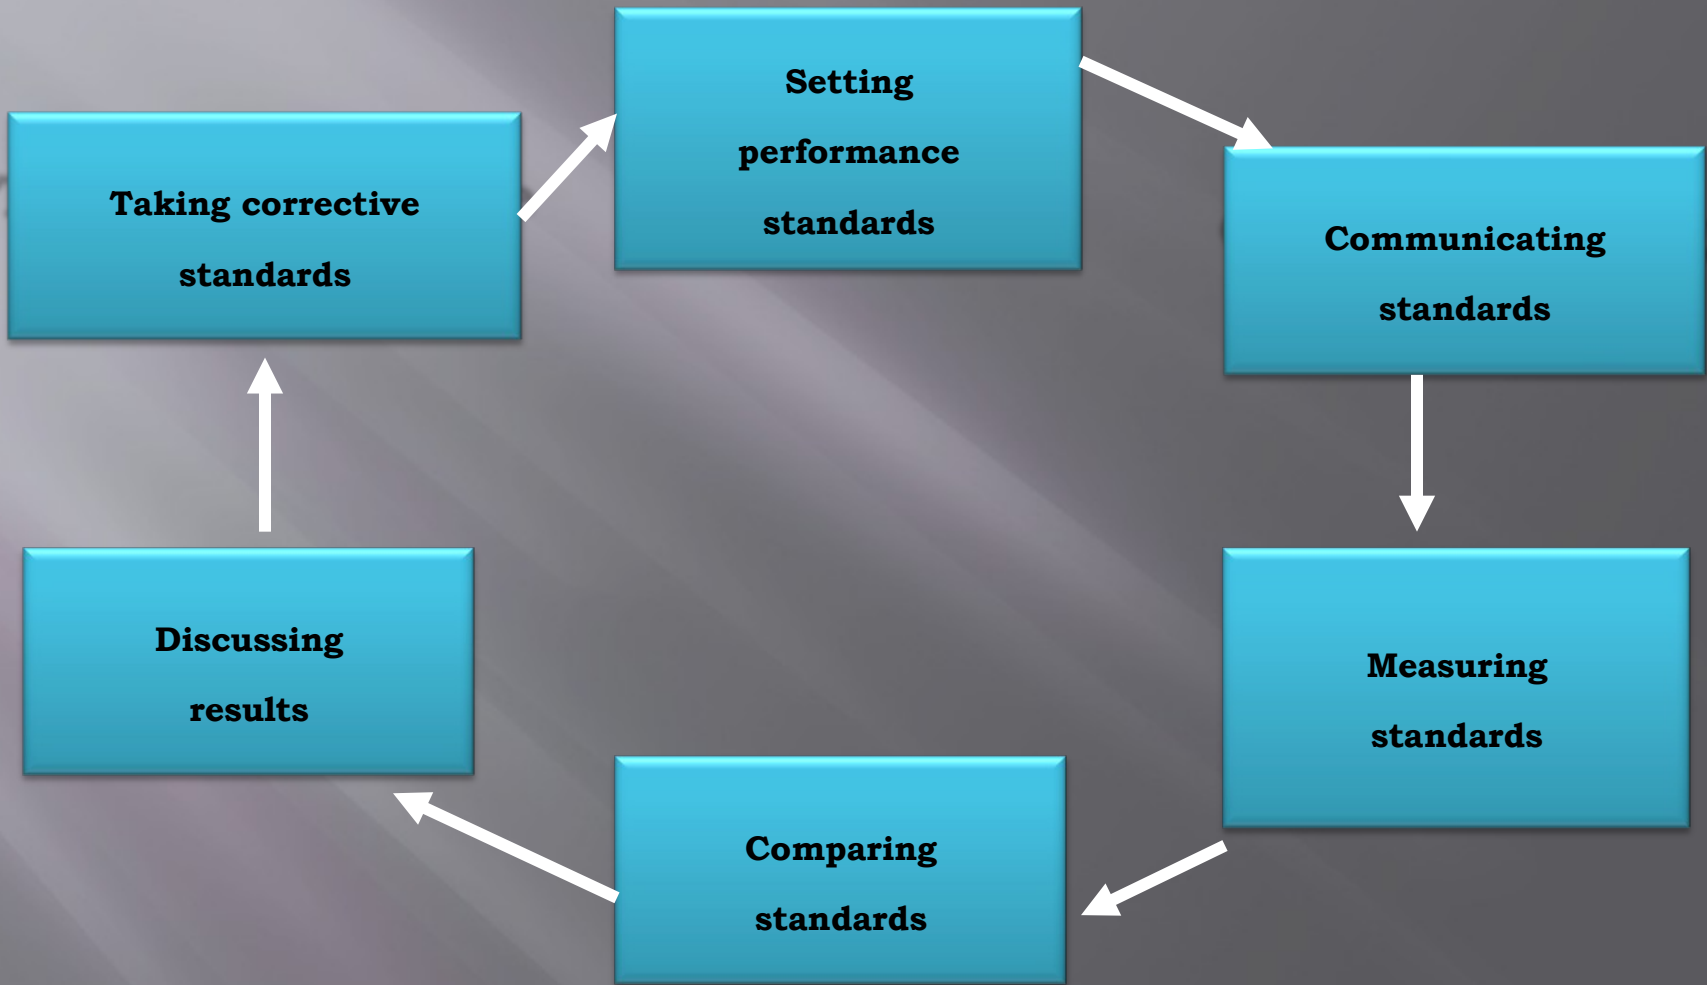 Setting
performance
standards
Taking corrective
standards
Communicating
standards
Discussing
results
Measuring
standards
Comparing
standards